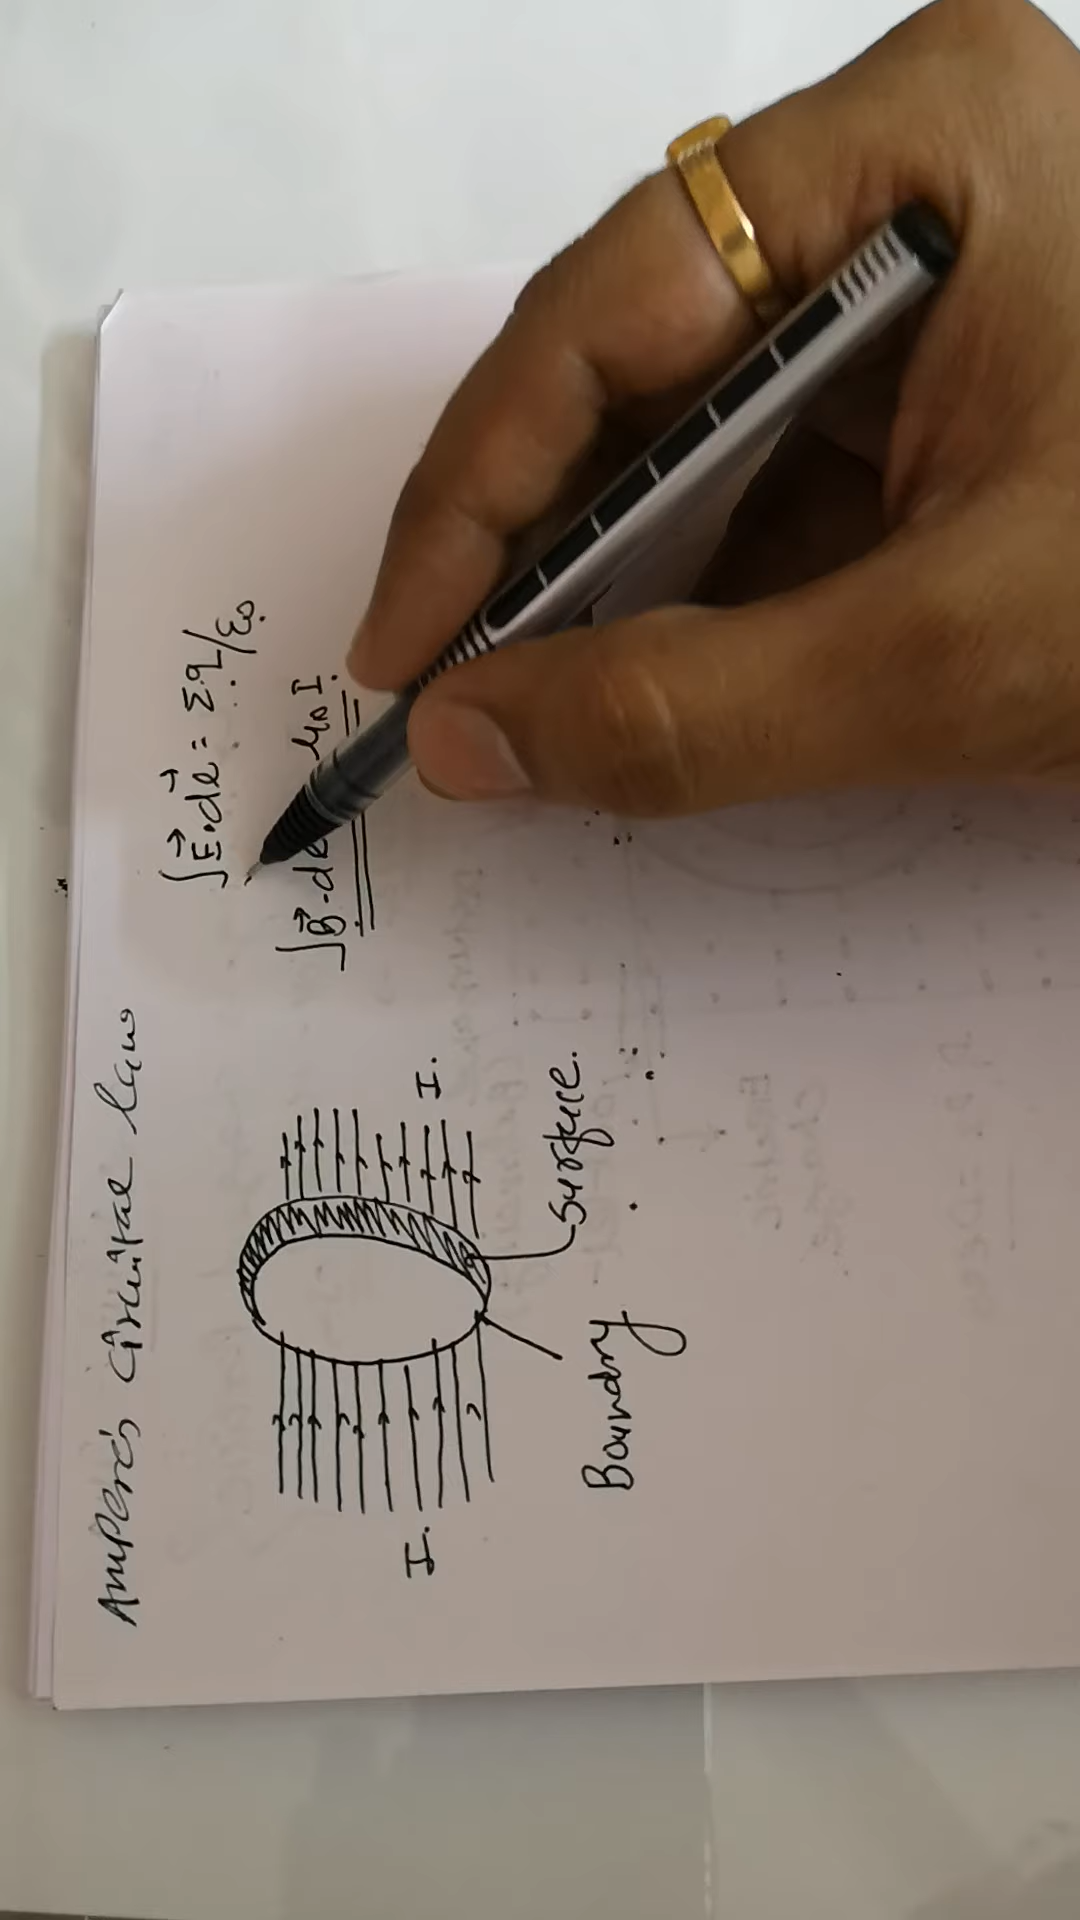 Ampere's Circuital law
∫E⃗·dl⃗ = Σq/ε₀
∫B⃗·dl μ₀I
I.
I.
Surface.
Boundry